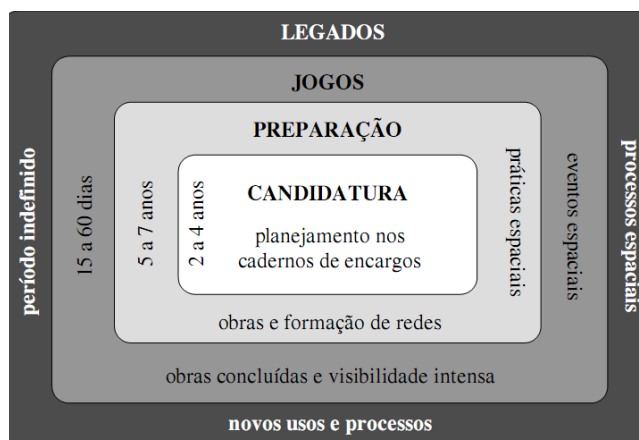 LEGADOS
JOGOS
PREPARAÇÃO
CANDIDATURA
planejamento nos
cadernos de encargos
2 a 4 anos
5 a 7 anos
práticas espaciais
obras e formação de redes
15 a 60 dias
eventos espaciais
obras concluídas e visibilidade intensa
período indefinido
processos espaciais
novos usos e processos